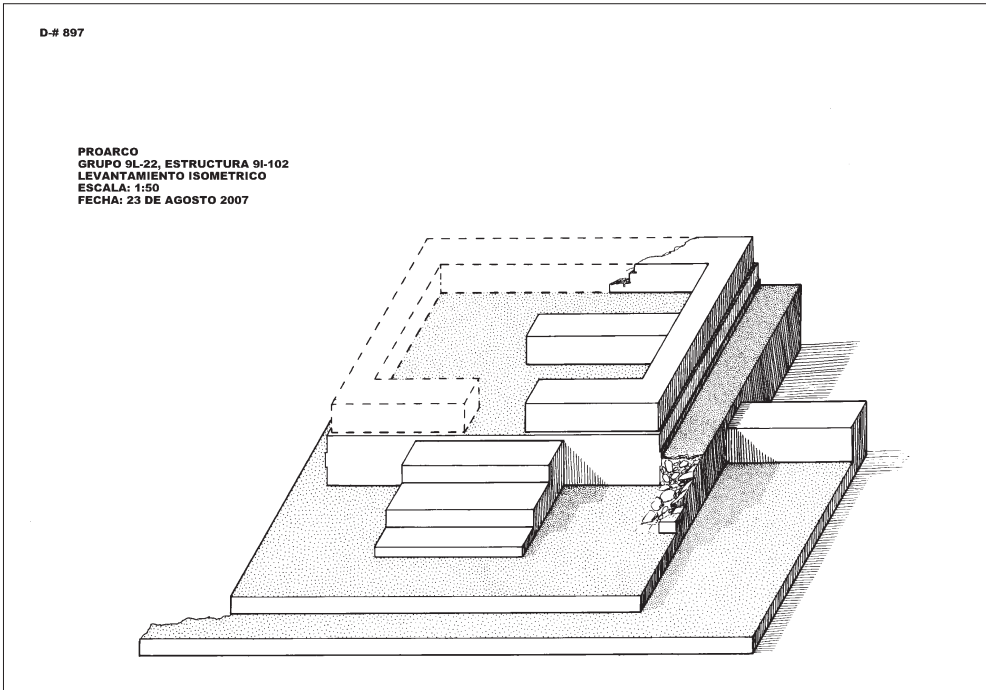 D-# 897
PROARCO
GRUPO 9L-22, ESTRUCTURA 9I-102
LEVANTAMIENTO ISOMETRICO
ESCALA: 1:50
FECHA: 23 DE AGOSTO 2007